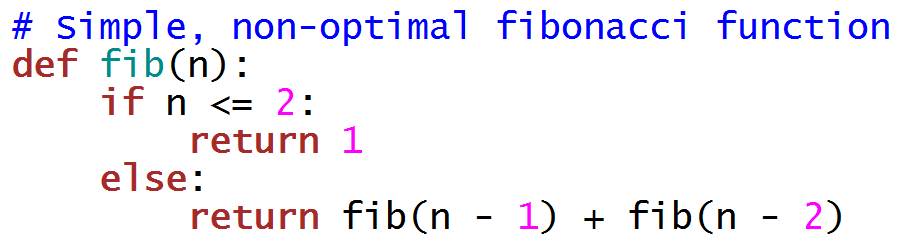 # Simple, non-optimal fibonacci function
def fib(n):
    if n <= 2:
        return 1
    else:
        return fib(n - 1) + fib(n - 2)